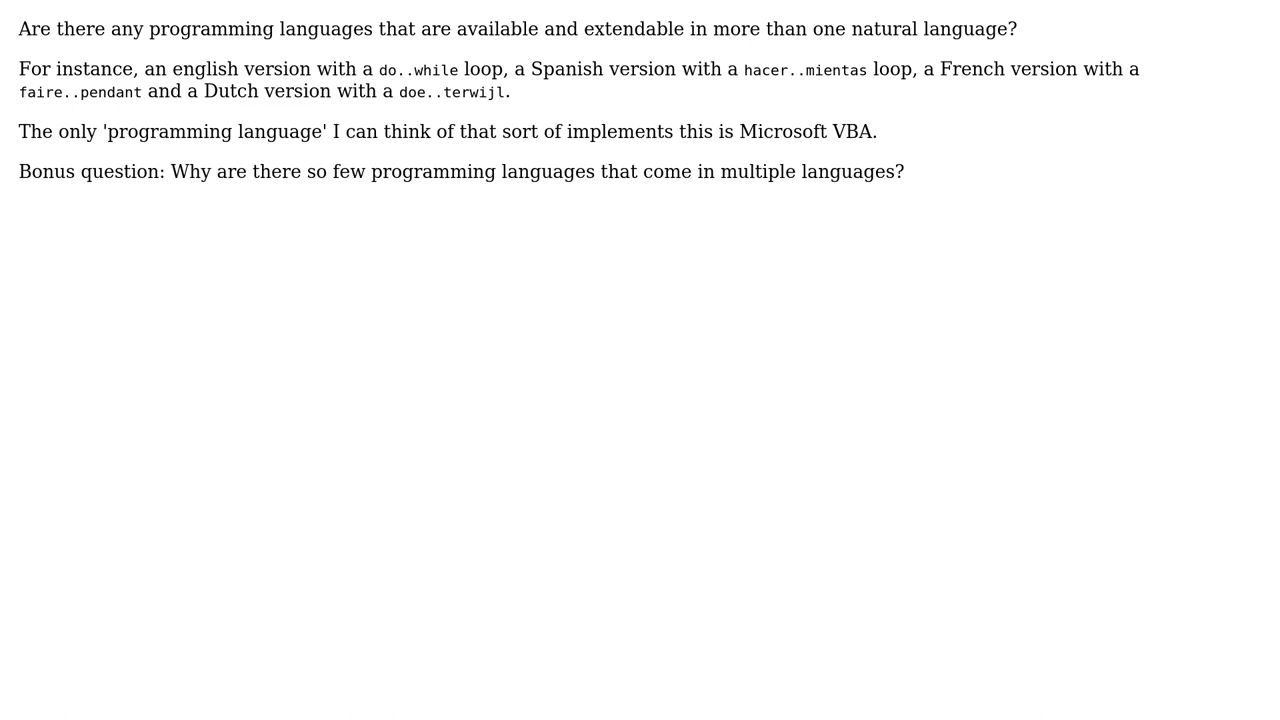 Are there any programming languages that are available and extendable in more than one natural language?
For instance, an english version with a do..while loop, a Spanish version with a hacer..mientas loop, a French version with a
faire..pendant and a Dutch version with a doe..terwijl.
The only 'programming language' I can think of that sort of implements this is Microsoft VBA.
Bonus question: Why are there so few programming languages that come in multiple languages?